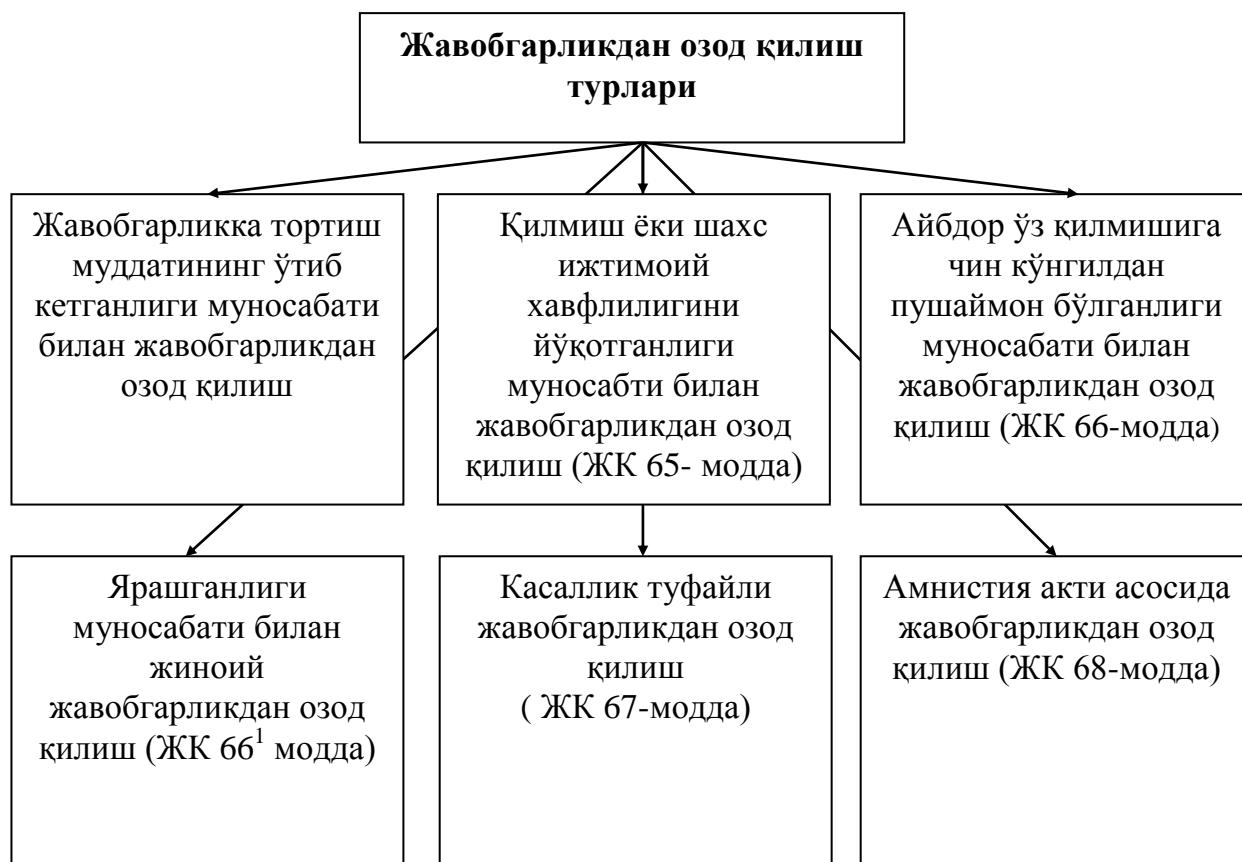 Жавобгарликдан озод қилиш
турлари
Жавобгарликка тортиш
муддатининг ўтиб
кетганлиги муносабати
билан жавобгарликдан
озод қилиш
Қилмиш ёки шахс
ижтимоий
хавфлилигини
йўқотганлиги
муносабти билан
жавобгарликдан озод
қилиш (ЖК 65- модда)
Айбдор ўз қилмишига
чин кўнгилдан
пушаймон бўлганлиги
муносабати билан
жавобгарликдан озод
қилиш (ЖК 66-модда)
Ярашганлиги
муносабати билан
жиноий
жавобгарликдан озод
қилиш (ЖК 66¹ модда)
Касаллик туфайли
жавобгарликдан озод
қилиш
( ЖК 67-модда)
Амнистия акти асосида
жавобгарликдан озод
қилиш (ЖК 68-модда)